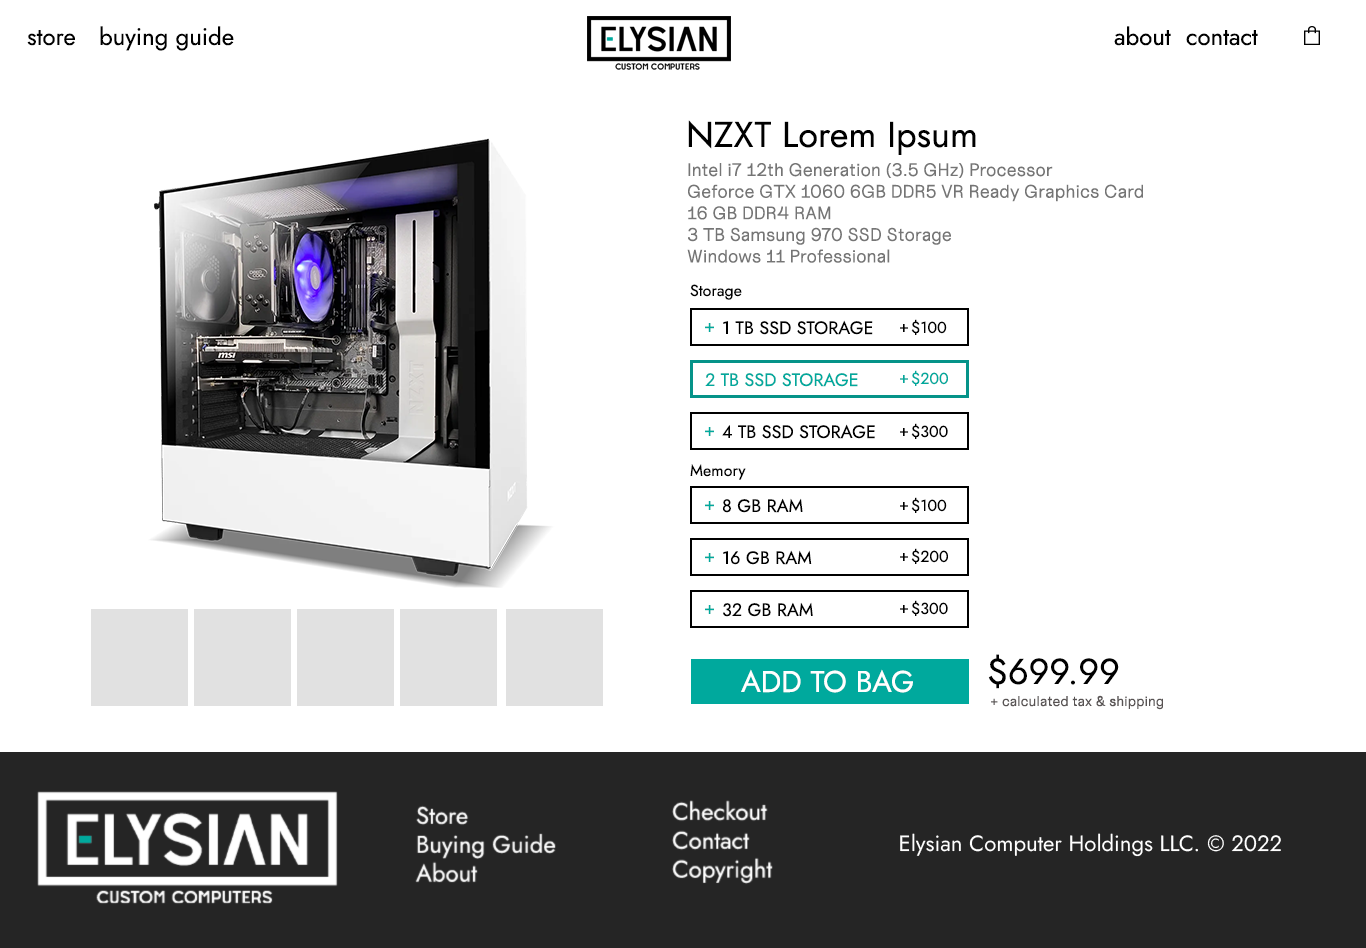 store buying guide
ELYSIAN
CUSTOM COMPUTERS
about contact
NZXT Lorem Ipsum
Intel i7 12th Generation (3.5 GHz) Processor
Geforce GTX 1060 6GB DDR5 VR Ready Graphics Card
16 GB DDR4 RAM
3 TB Samsung 970 SSD Storage
Windows 11 Professional
Storage
+ 1 TB SSD STORAGE +$100
2 TB SSD STORAGE +$200
+ 4 TB SSD STORAGE +$300
Memory
+ 8 GB RAM +$100
+ 16 GB RAM +$200
+ 32 GB RAM +$300
ADD TO BAG
$699.99
+ calculated tax & shipping
msi
NZXT
NZXT
ELYSIAN
CUSTOM COMPUTERS
Store
Buying Guide
About
Checkout
Contact
Copyright
Elysian Computer Holdings LLC. © 2022